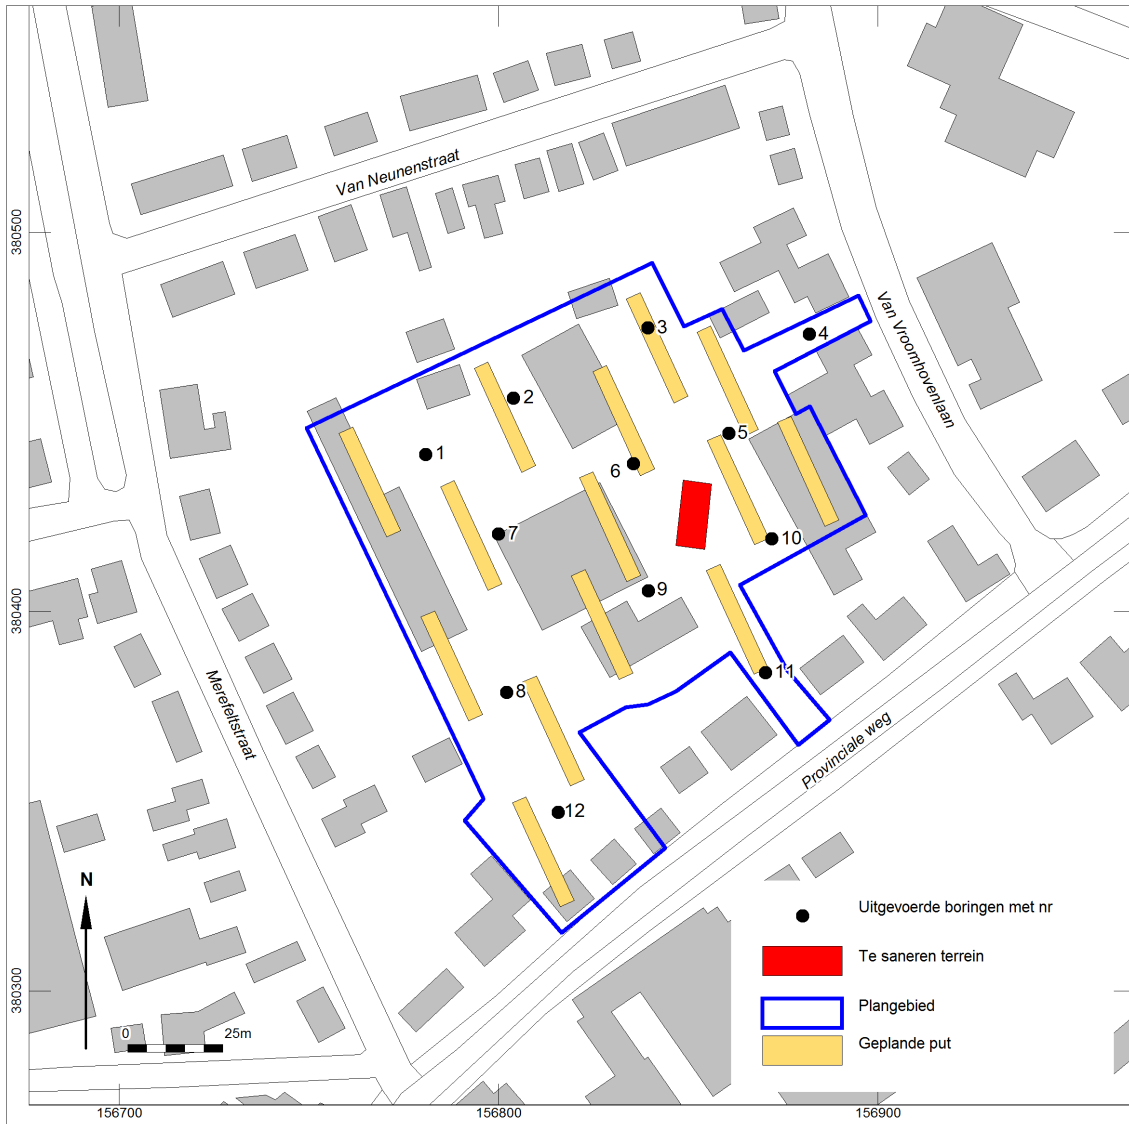 Van Neunenstraat
380500
Van Vroomhovenlaan
3
4
2
5
1
6
7
10
9
380400
11
8
Merefeltstraat
Provinciale weg
12
N
Uitgevoerde boringen met nr
Te saneren terrein
380300
Plangebied
0 25m
Geplande put
156700 156800 156900